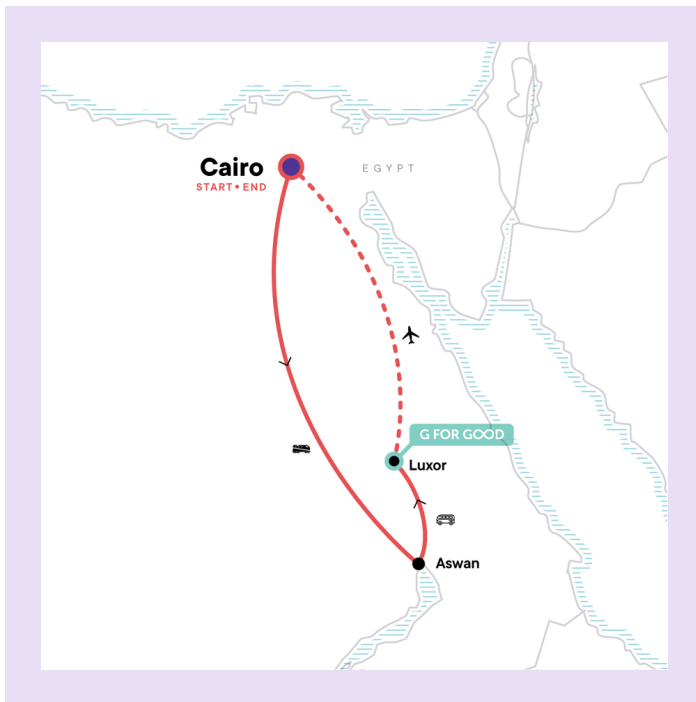 Cairo
START • END
EGYPT
G FOR GOOD
Luxor
Aswan